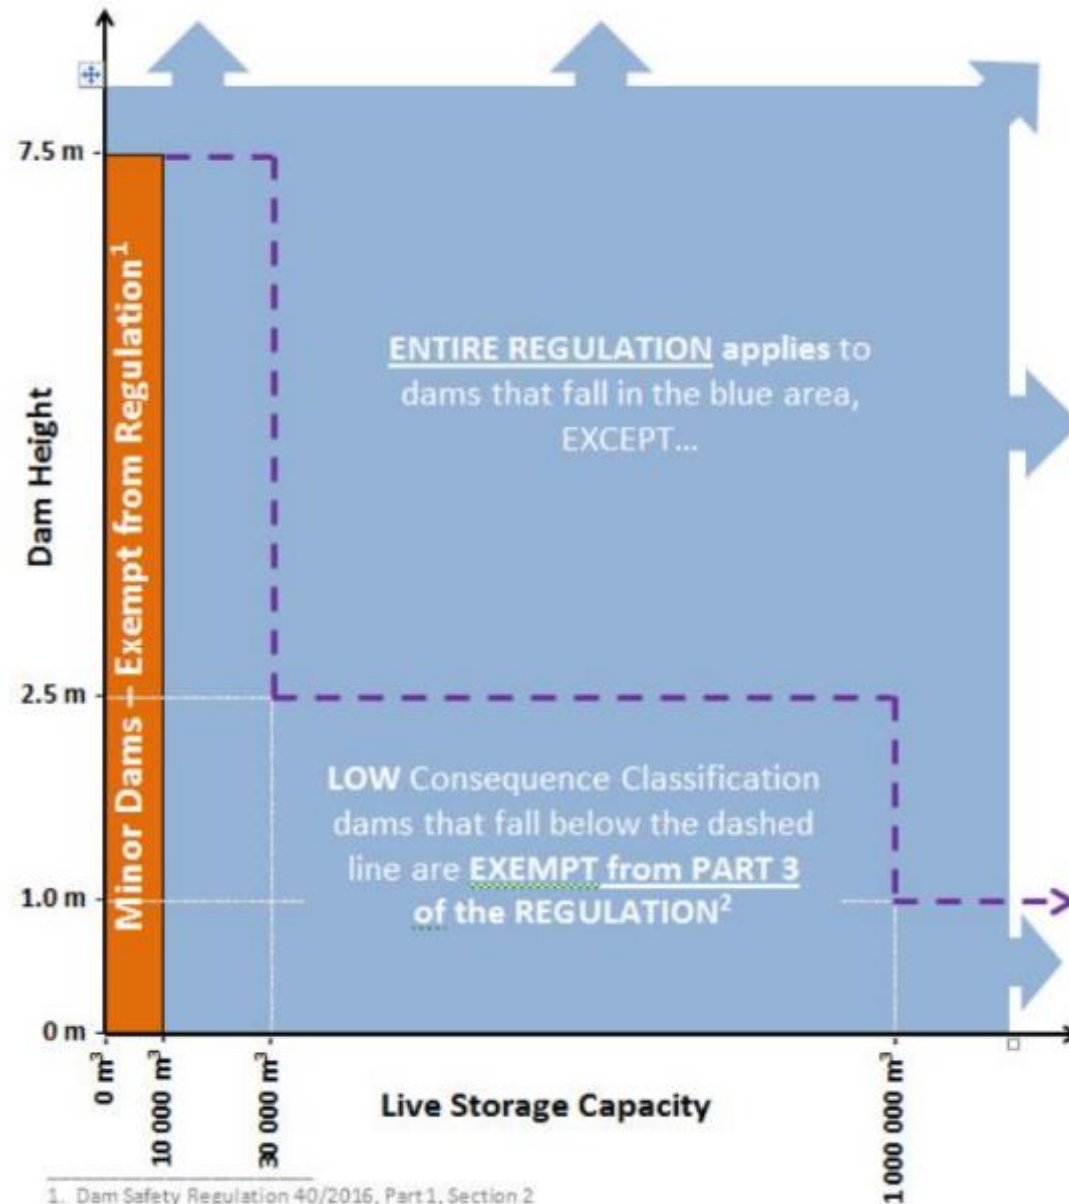 7.5 m
2.5 m
1.0 m
0 m
Dam Height
Minor Dams – Exempt from Regulation¹
ENTIRE REGULATION applies to
dams that fall in the blue area,
EXCEPT...
LOW Consequence Classification
dams that fall below the dashed
line are EXEMPT from PART 3
of the REGULATION²
0 m³
10 000 m³
30 000 m³
1 000 000 m³
Live Storage Capacity
1. Dam Safety Regulation 40/2016, Part 1, Section 2